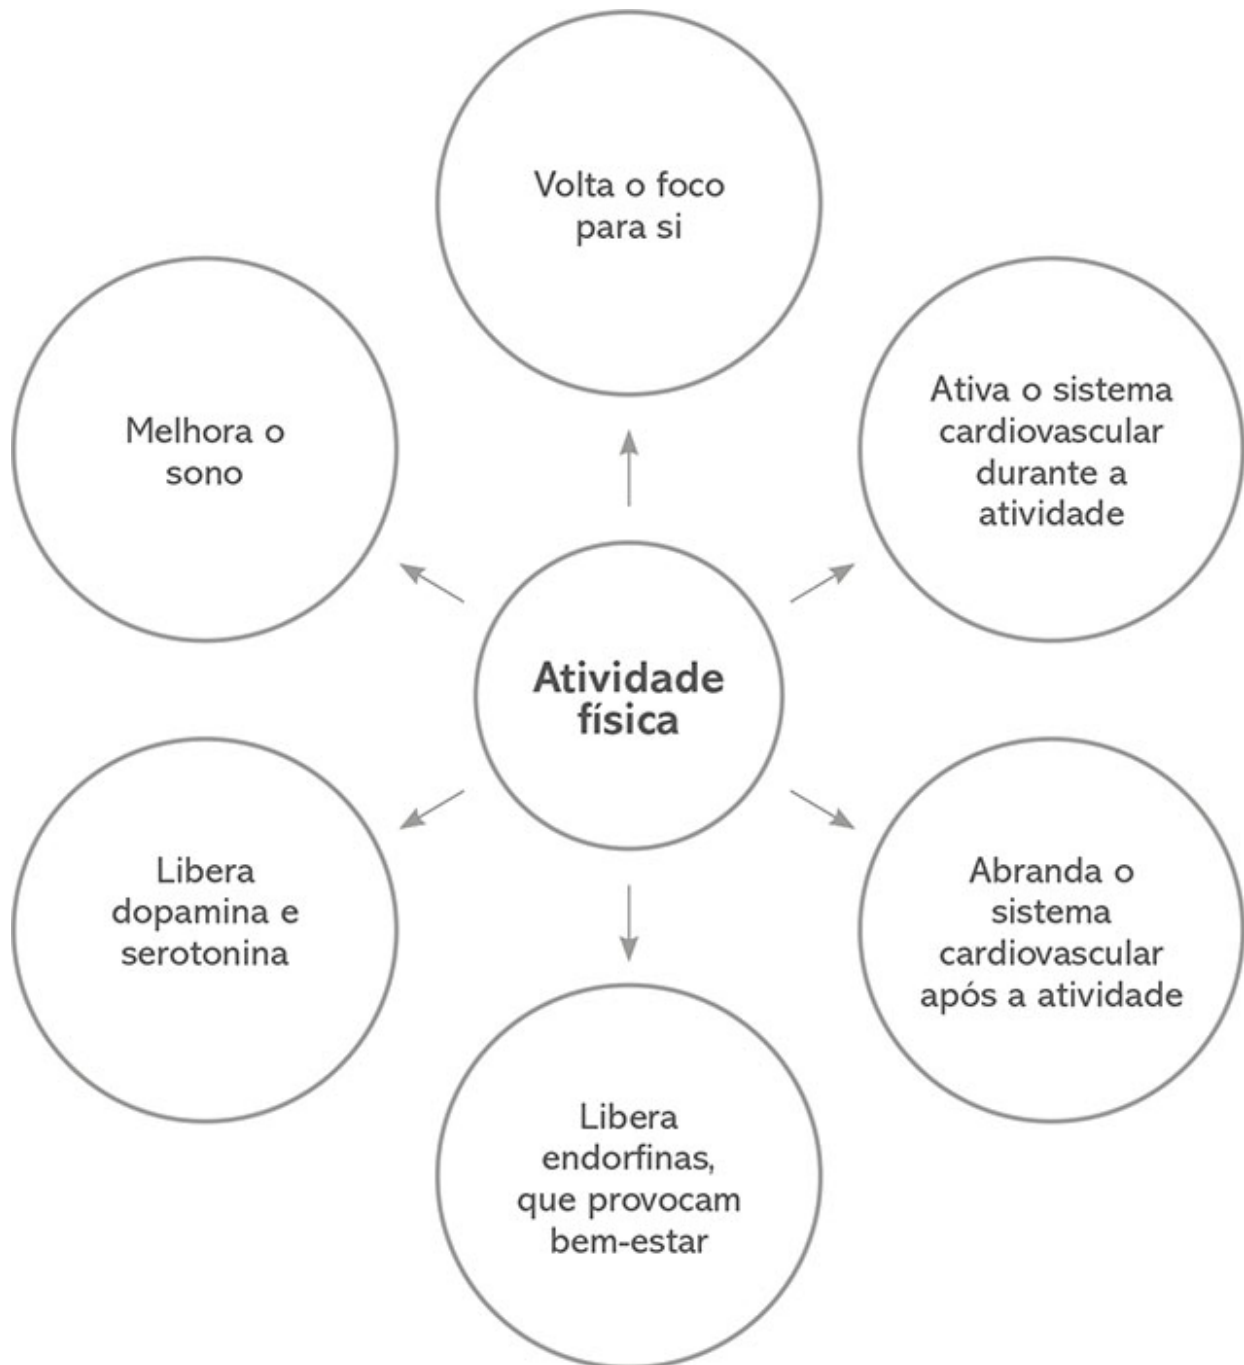 Volta o foco
para si
Melhora o
sono
Ativa o sistema
cardiovascular
durante a
atividade
Atividade
física
Libera
dopamina e
serotonina
Abranda o
sistema
cardiovascular
após a atividade
Libera
endorfinas,
que provocam
bem-estar